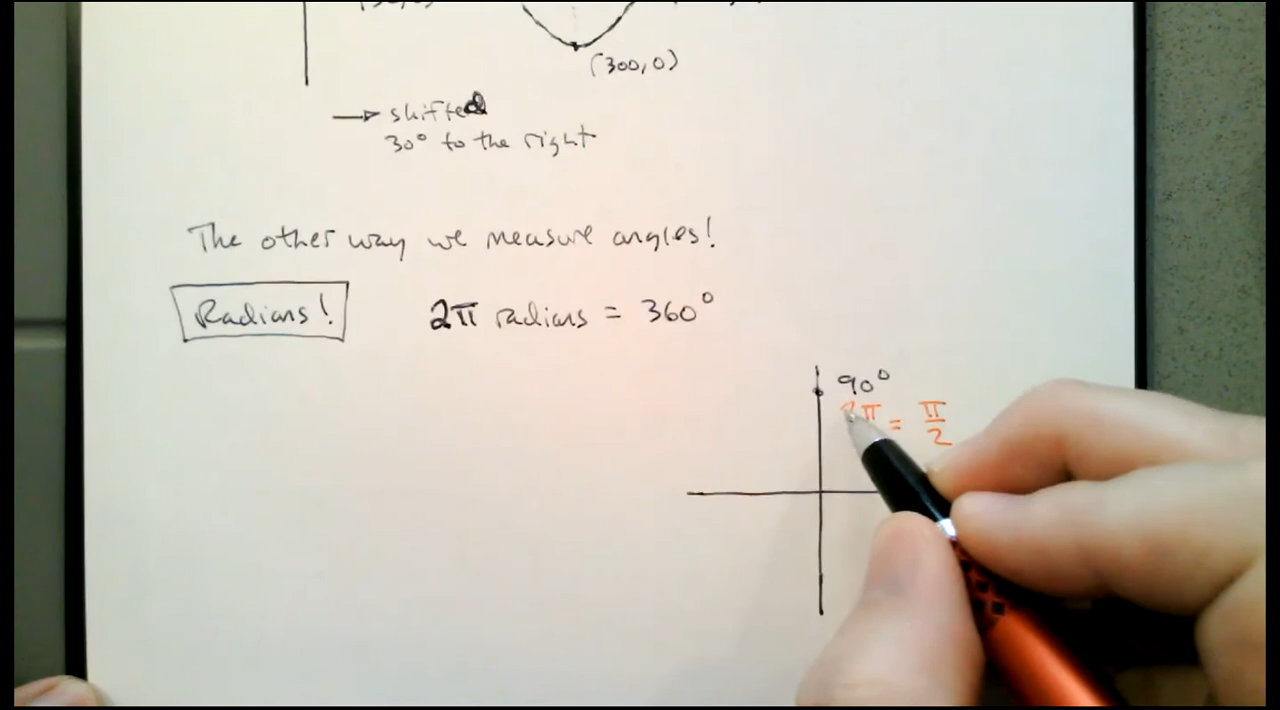 (300,0)
→ shifted
30° to the right
The other way we measure angles!
Radians! 2π radians = 360°
90°
π = π/2